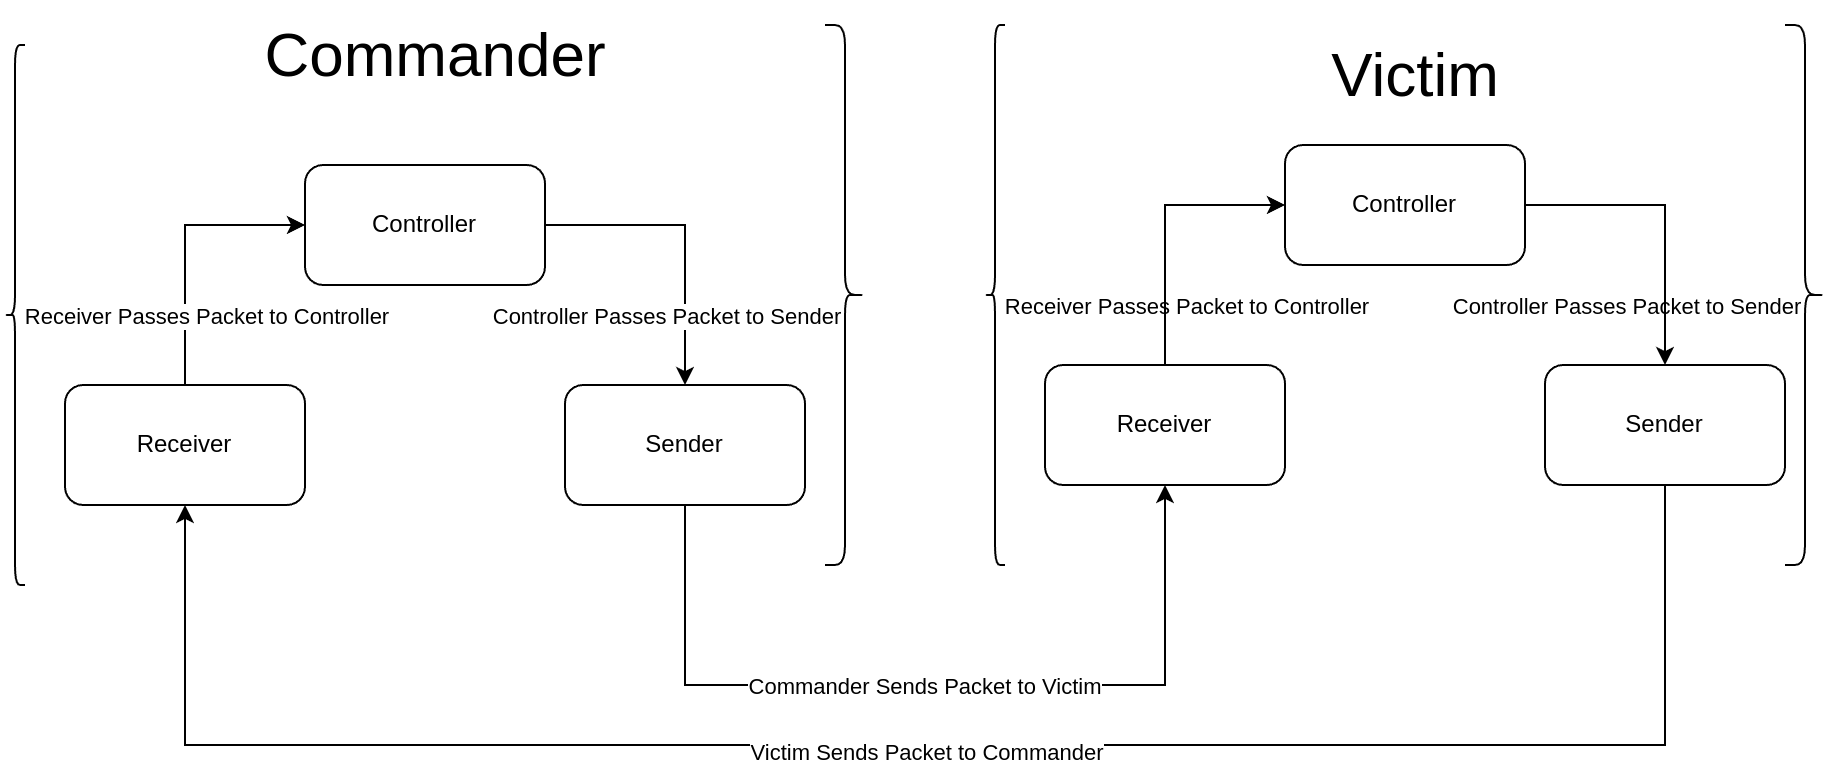 Commander
Victim
Controller
Controller
Receiver Passes Packet to Controller
Controller Passes Packet to Sender
Receiver Passes Packet to Controller
Controller Passes Packet to Sender
Receiver
Sender
Receiver
Sender
Commander Sends Packet to Victim
Victim Sends Packet to Commander